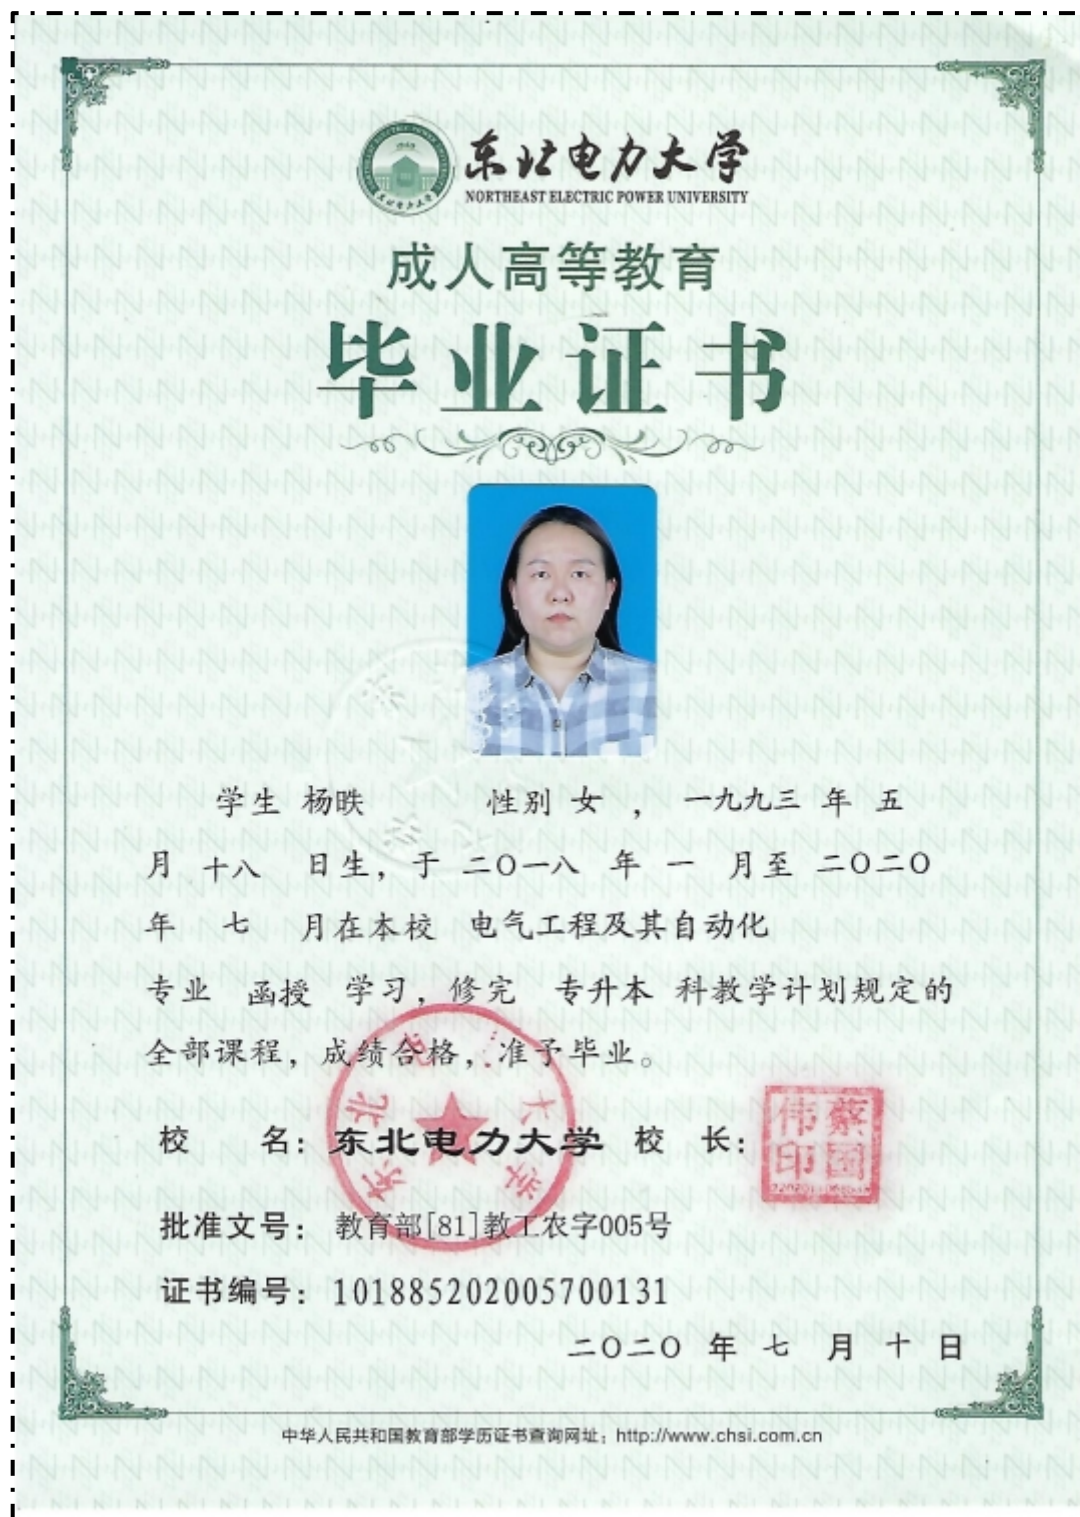 东北电力大学
NORTHEAST ELECTRIC POWER UNIVERSITY
成人高等教育
毕业证书
学生 杨昳 性别 女 , 一九九三 年 五
月 十八 日生, 于 二〇一八 年 一 月至 二〇二〇
年 七 月在本校 电气工程及其自动化
专业 函授 学习, 修完 专升本 科教学计划规定的
全部课程, 成绩合格, 准予毕业。
校 名: 东北电力大学 校 长: 蔡国伟印
批准文号: 教育部[81]教工农字005号
证书编号: 101885202005700131
二〇二〇 年 七 月 十 日
中华人民共和国教育部学历证书查询网址: http://www.chsi.com.cn